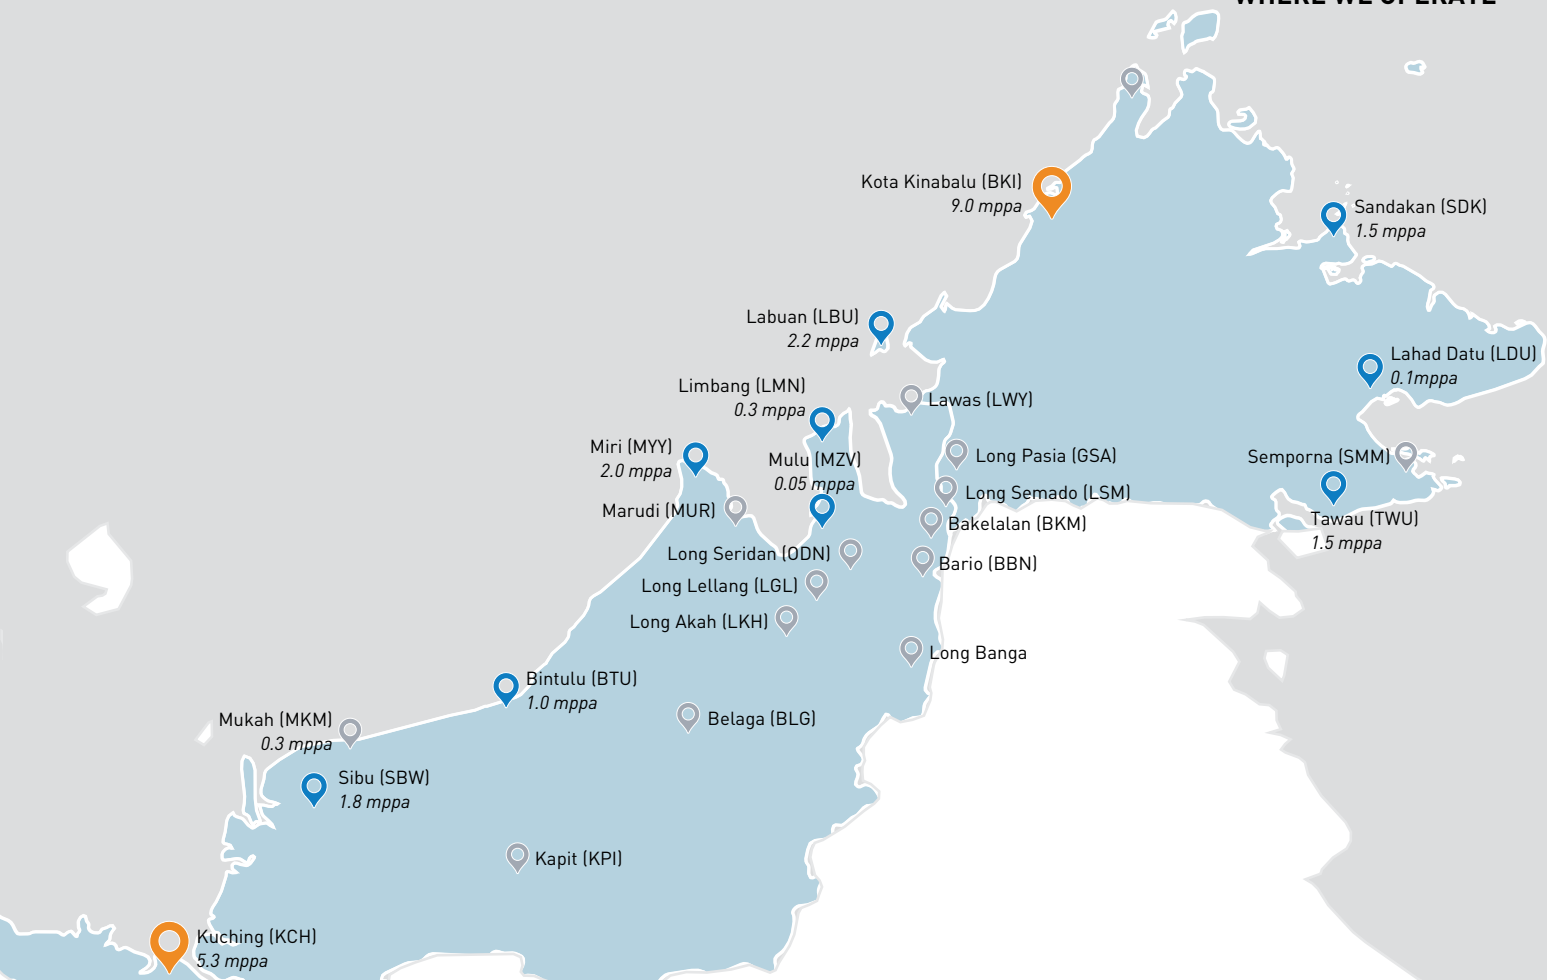 WHERE WE OPERATE
Kota Kinabalu (BKI)
9.0 mppa
Sandakan (SDK)
1.5 mppa
Labuan (LBU)
2.2 mppa
Lahad Datu (LDU)
0.1mppa
Limbang (LMN)
0.3 mppa
Lawas (LWY)
Miri (MYY)
2.0 mppa
Mulu (MZV)
0.05 mppa
Long Pasia (GSA)
Semporna (SMM)
Long Semado (LSM)
Marudi (MUR)
Bakelalan (BKM)
Tawau (TWU)
1.5 mppa
Long Seridan (ODN)
Bario (BBN)
Long Lellang (LGL)
Long Akah (LKH)
Long Banga
Bintulu (BTU)
1.0 mppa
Mukah (MKM)
0.3 mppa
Belaga (BLG)
Sibu (SBW)
1.8 mppa
Kapit (KPI)
Kuching (KCH)
5.3 mppa